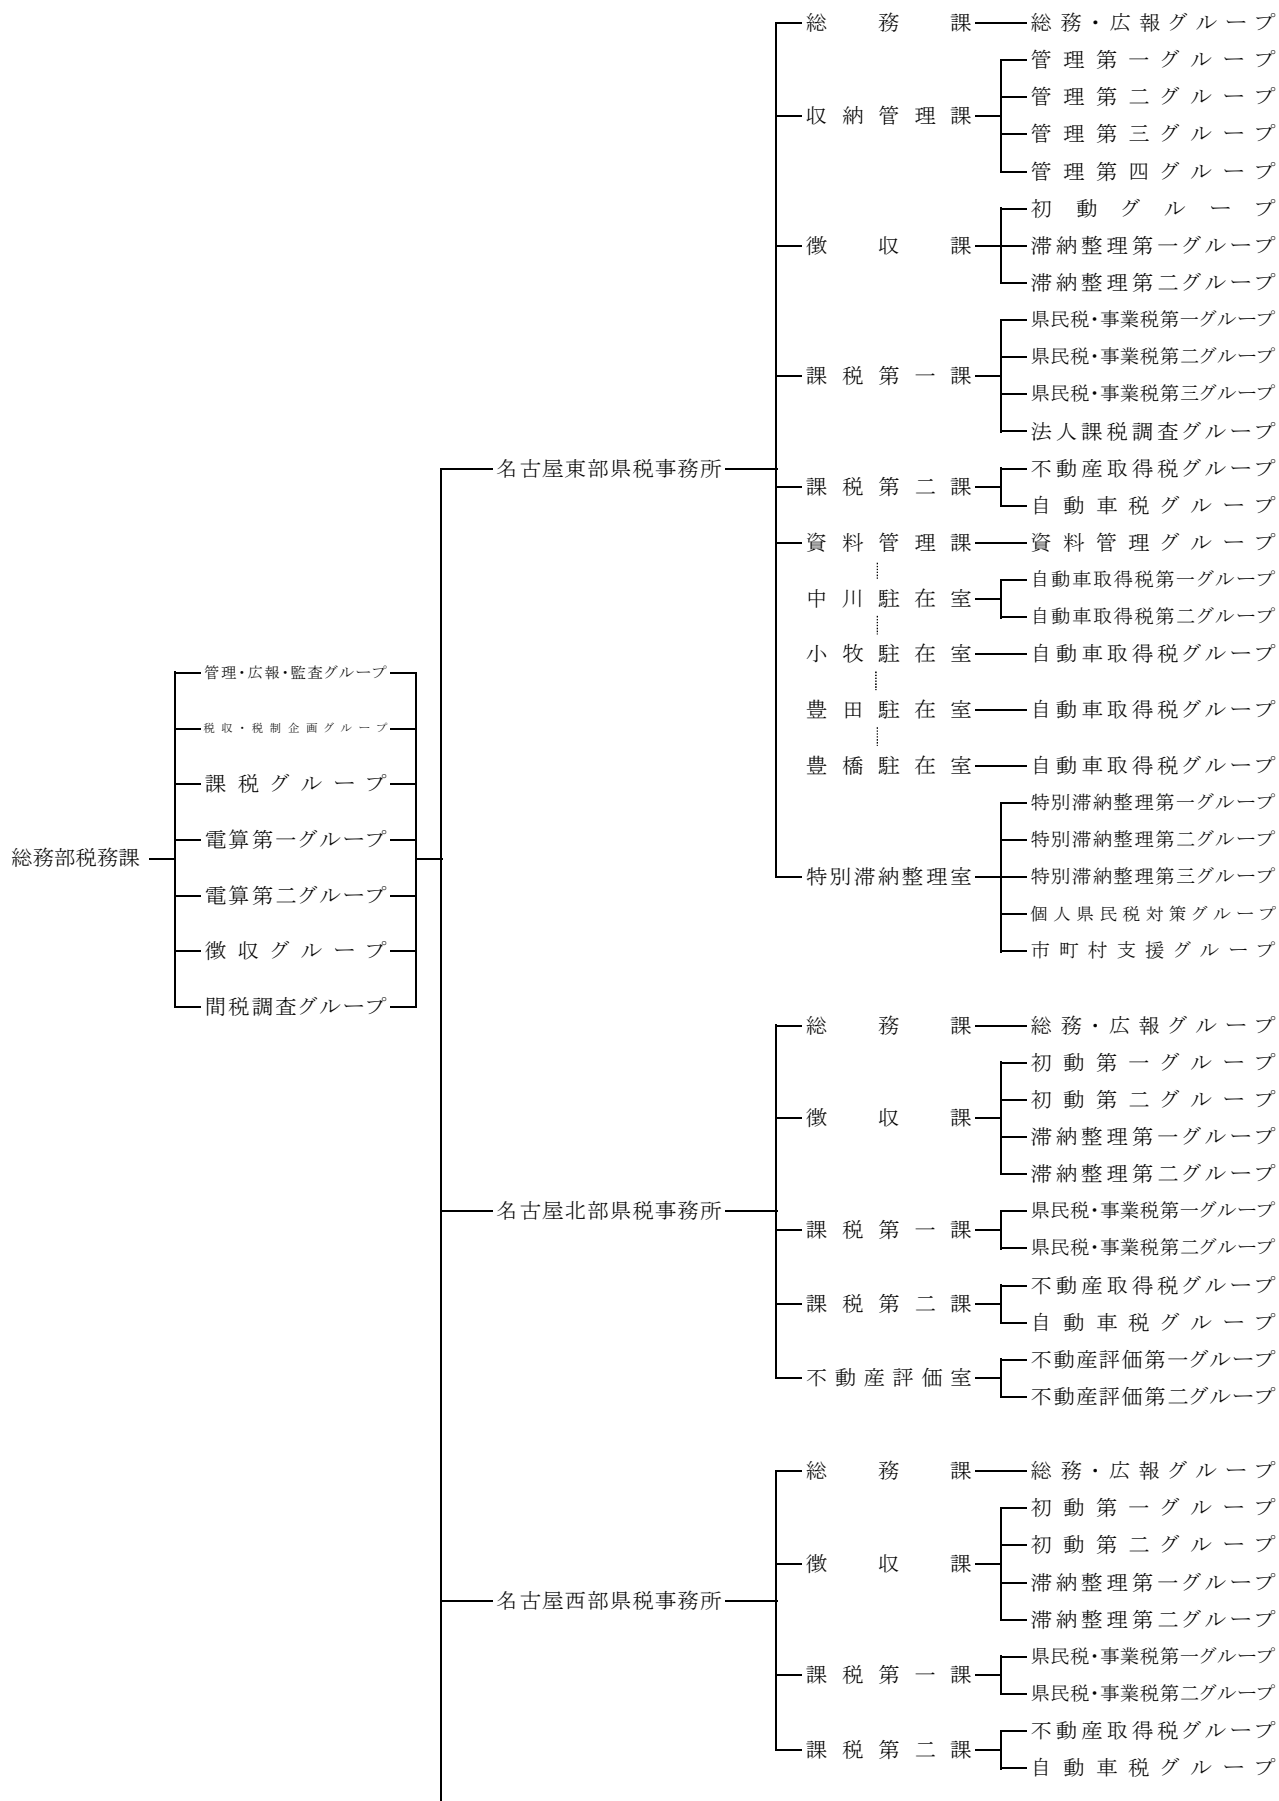 総務部税務課
管理・広報・監査グループ
税収・税制企画グループ
課税グループ
電算第一グループ
電算第二グループ
徴収グループ
間税調査グループ
名古屋東部県税事務所
総務課
総務・広報グループ
収納管理課
管理第一グループ
管理第二グループ
管理第三グループ
管理第四グループ
徴収課
初動グループ
滞納整理第一グループ
滞納整理第二グループ
課税第一課
県民税・事業税第一グループ
県民税・事業税第二グループ
県民税・事業税第三グループ
法人課税調査グループ
課税第二課
不動産取得税グループ
自動車税グループ
資料管理課
資料管理グループ
中川駐在室
自動車取得税第一グループ
自動車取得税第二グループ
小牧駐在室
自動車取得税グループ
豊田駐在室
自動車取得税グループ
豊橋駐在室
自動車取得税グループ
特別滞納整理室
特別滞納整理第一グループ
特別滞納整理第二グループ
特別滞納整理第三グループ
個人県民税対策グループ
市町村支援グループ
名古屋北部県税事務所
総務課
総務・広報グループ
徴収課
初動第一グループ
初動第二グループ
滞納整理第一グループ
滞納整理第二グループ
課税第一課
県民税・事業税第一グループ
県民税・事業税第二グループ
課税第二課
不動産取得税グループ
自動車税グループ
不動産評価室
不動産評価第一グループ
不動産評価第二グループ
名古屋西部県税事務所
総務課
総務・広報グループ
徴収課
初動第一グループ
初動第二グループ
滞納整理第一グループ
滞納整理第二グループ
課税第一課
県民税・事業税第一グループ
県民税・事業税第二グループ
課税第二課
不動産取得税グループ
自動車税グループ